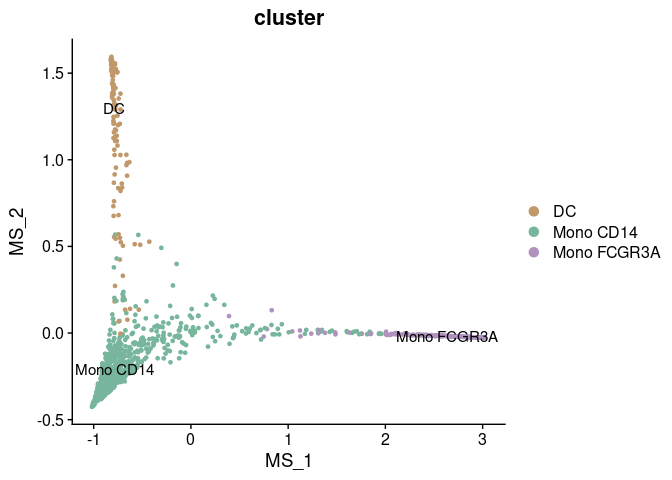 cluster
1.5
1.0
0.5
0.0
-0.5
MS_2
DC
Mono CD14
Mono FCGR3A
-1
0
1
2
3
MS_1
DC
Mono CD14
Mono FCGR3A